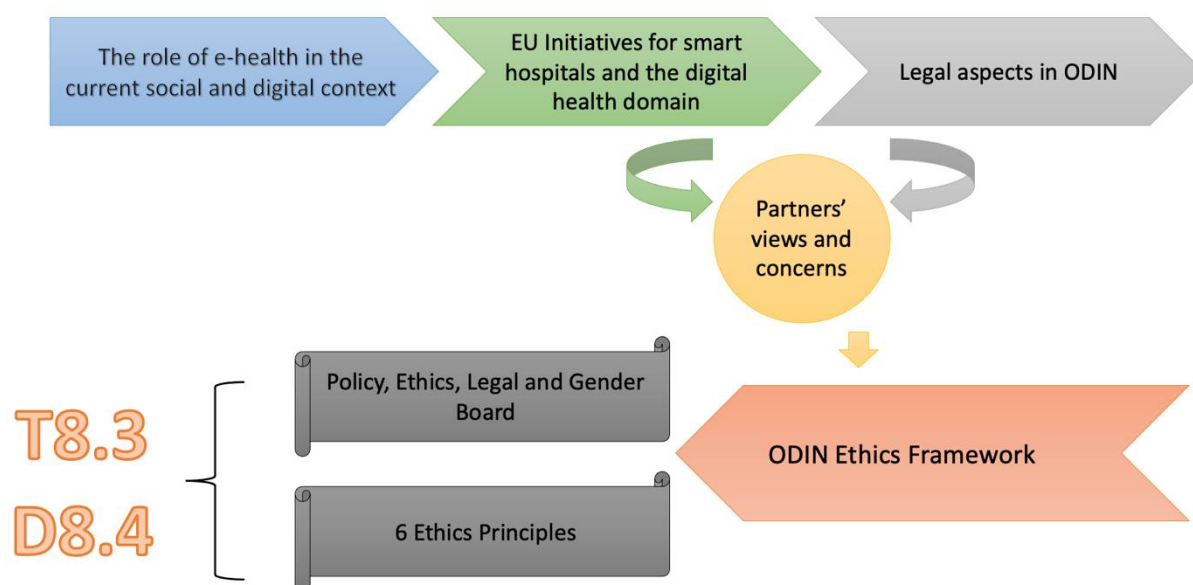 The role of e-health in the
current social and digital context
EU Initiatives for smart
hospitals and the digital
health domain
Legal aspects in ODIN
Partners’
views and
concerns
Policy, Ethics, Legal and Gender
Board
ODIN Ethics Framework
T8.3
D8.4
6 Ethics Principles